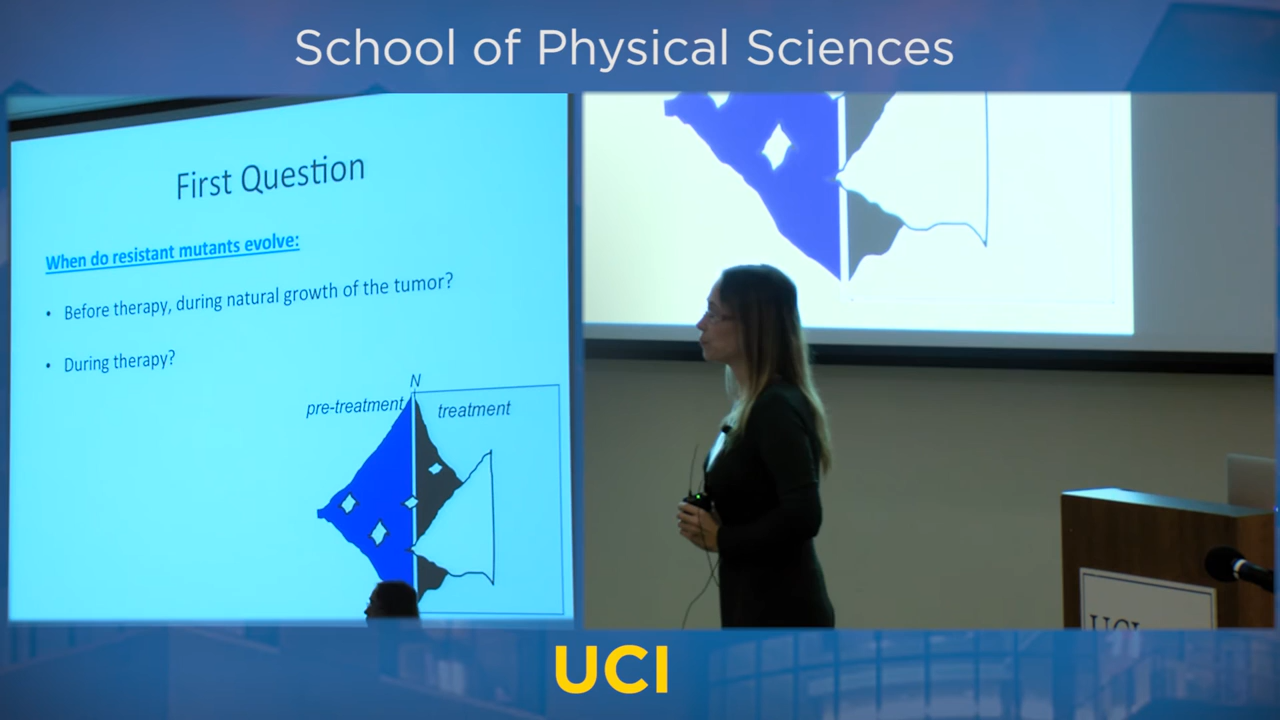 School of Physical Sciences
First Question
When do resistant mutants evolve:
• Before therapy, during natural growth of the tumor?
• During therapy?
N
pre-treatment
treatment
UCI
UCI